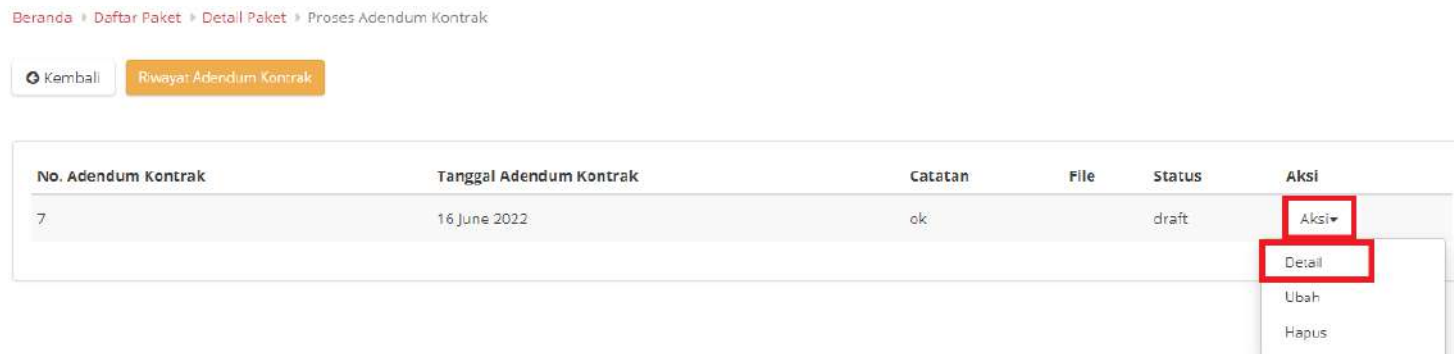 Beranda › Daftar Paket › Detail Paket › Proses Adendum Kontrak
Kembali Riwayat Adendum Kontrak
No. Adendum Kontrak Tanggal Adendum Kontrak Catatan File Status Aksi
7 16 June 2022 ok draft Aksi
Detail
Ubah
Hapus